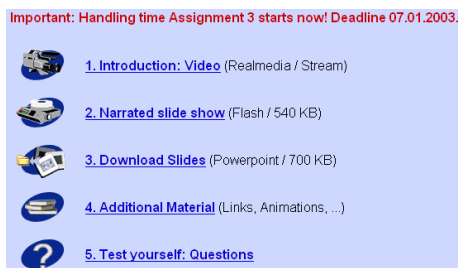 Important: Handling time Assignment 3 starts now! Deadline 07.01.2003.
1. Introduction: Video (Realmedia / Stream)
2. Narrated slide show (Flash / 540 KB)
3. Download Slides (Powerpoint / 700 KB)
4. Additional Material (Links, Animations, ...)
5. Test yourself: Questions